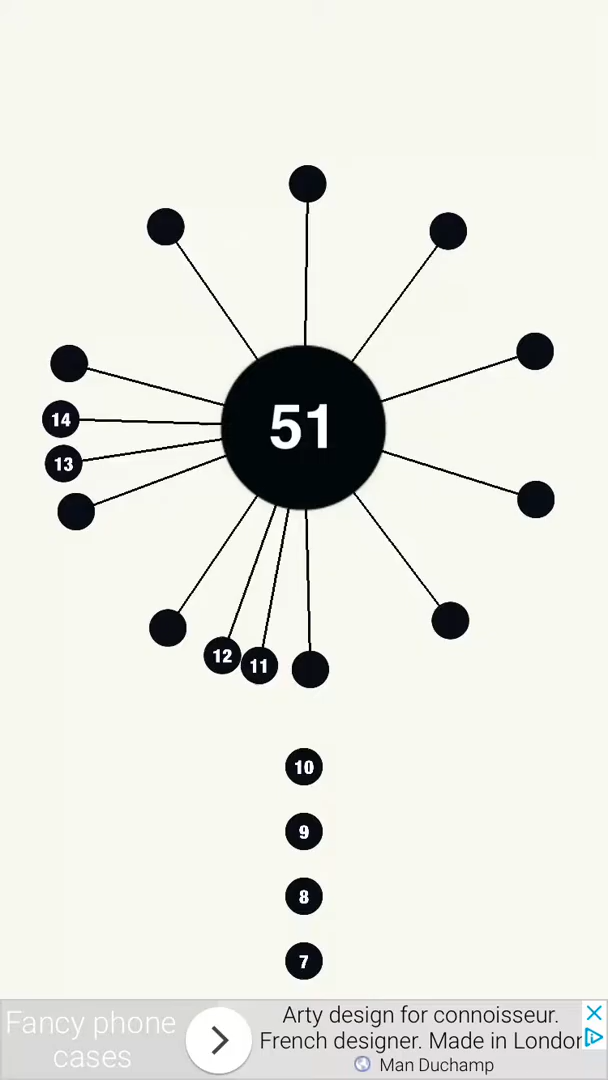 51
14
13
12
11
10
9
8
7
Fancy phone
cases
Arty design for connoisseur.
French designer. Made in London
Man Duchamp